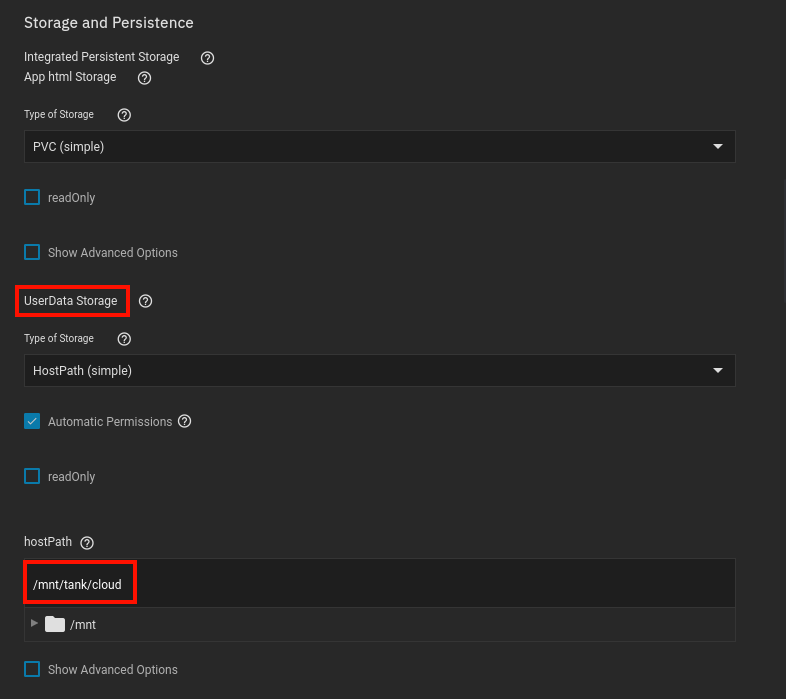 Storage and Persistence
Integrated Persistent Storage
App html Storage
Type of Storage
PVC (simple)
readOnly
Show Advanced Options
UserData Storage
Type of Storage
HostPath (simple)
Automatic Permissions
readOnly
hostPath
/mnt/tank/cloud
/mnt
Show Advanced Options